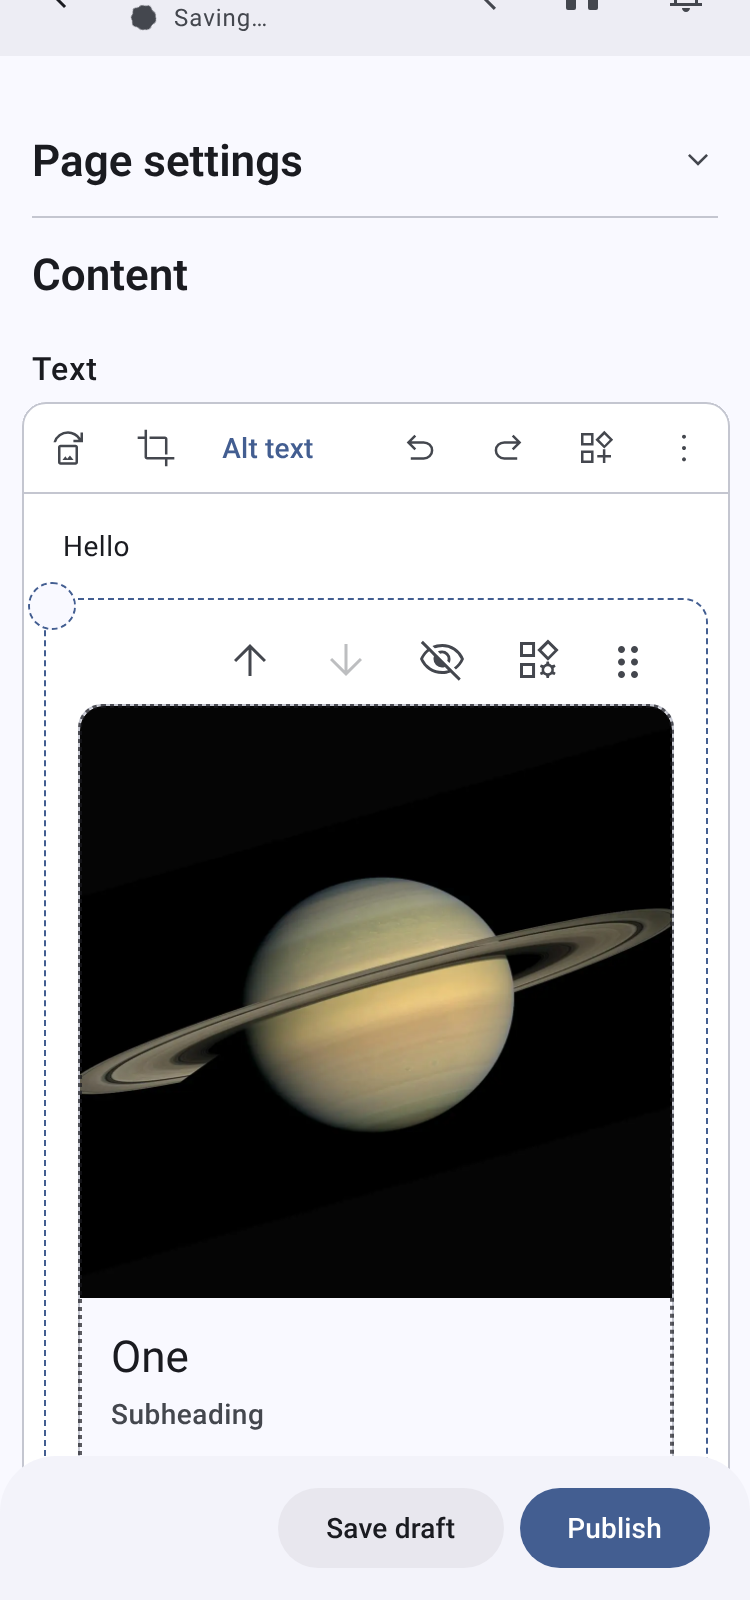 Saving...
Page settings
Content
Text
Alt text
Hello
One
Subheading
Save draft
Publish